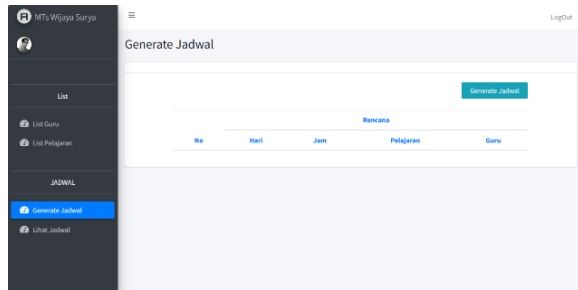 R MTs Wijaya Surya
LogOut
Generate Jadwal
List
List Guru
List Pelajaran
JADWAL
Generate Jadwal
Lihat Jadwal
Generate Jadwal
Rencana
No Hari Jam Pelajaran Guru